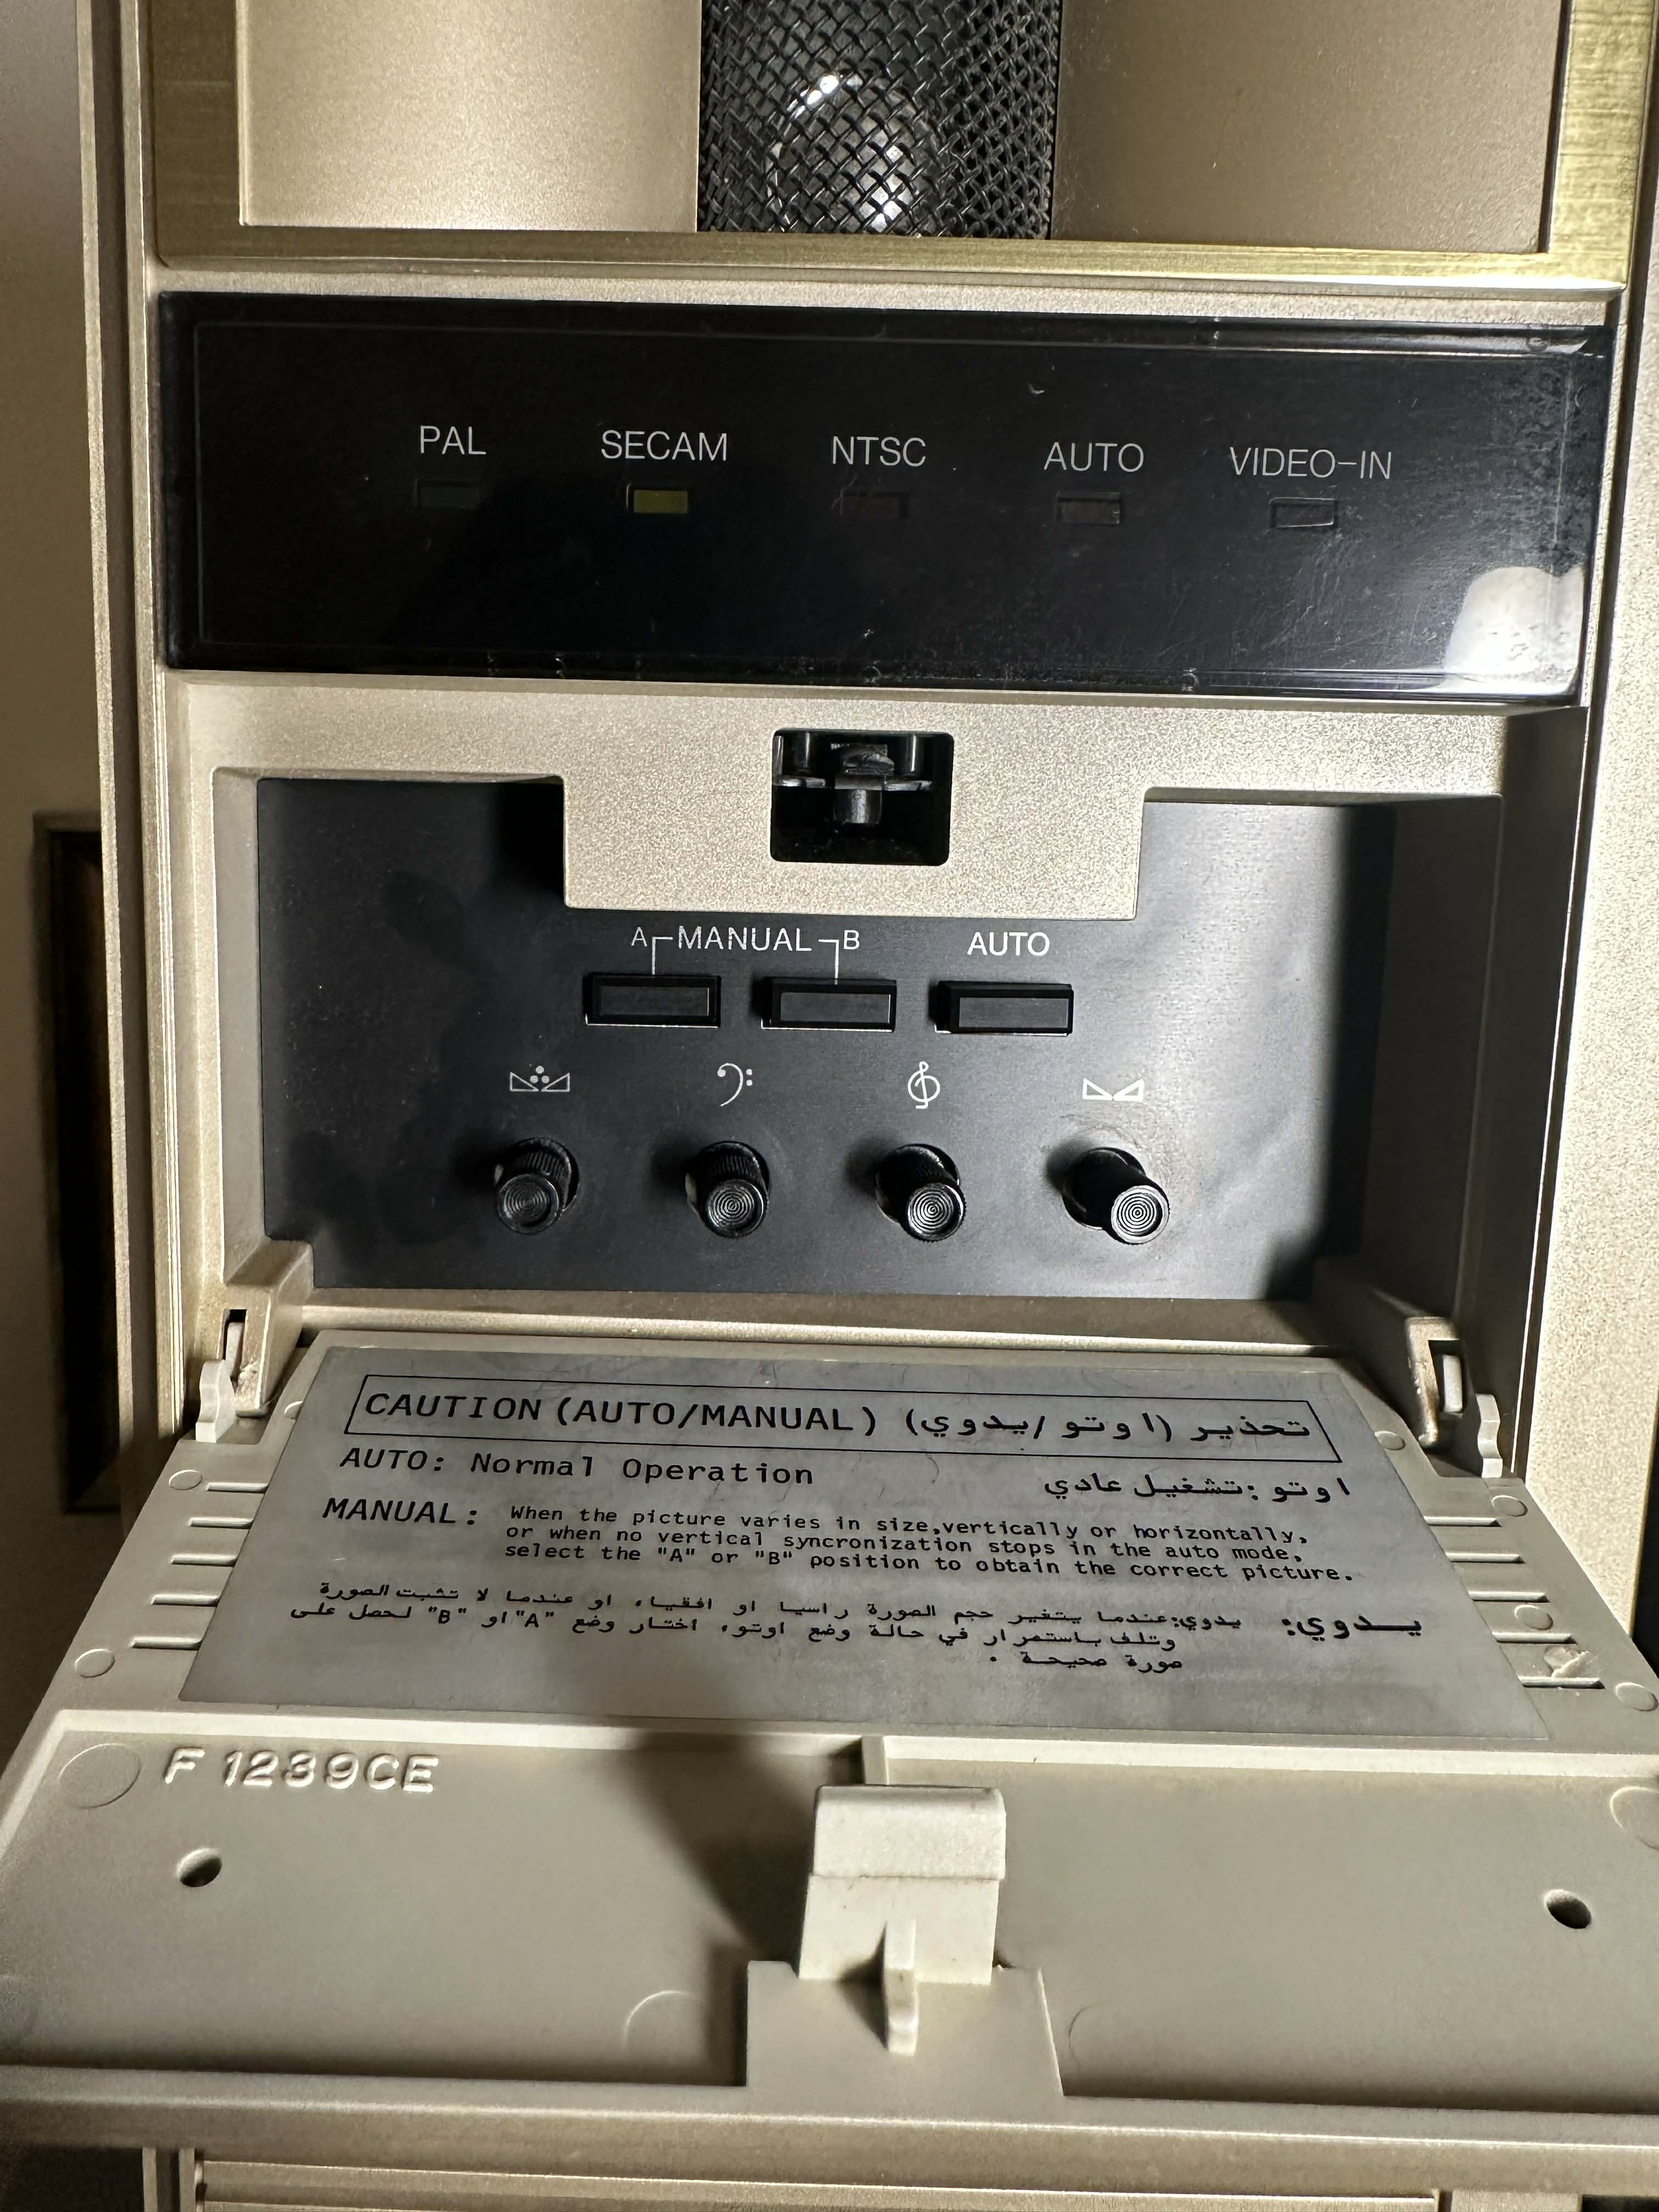 PAL SECAM NTSC AUTO VIDEO-IN
A MANUAL B AUTO
CAUTION (AUTO/MANUAL) تحذير (اوتو /يدوي)
AUTO: Normal Operation اوتو :تشغيل عادي
MANUAL: When the picture varies in size,vertically or horizontally,
or when no vertical syncronization stops in the auto mode,
select the "A" or "B" position to obtain the correct picture.
يدوي: يدوي:عندما يتغير حجم الصورة راسيا او افقيا، او عندما لا تثبت الصورة
وتلف باستمرار في حالة وضع اوتو، اختار وضع "A" او "B" لحصل على
صورة صحيحة .
F 1239CE